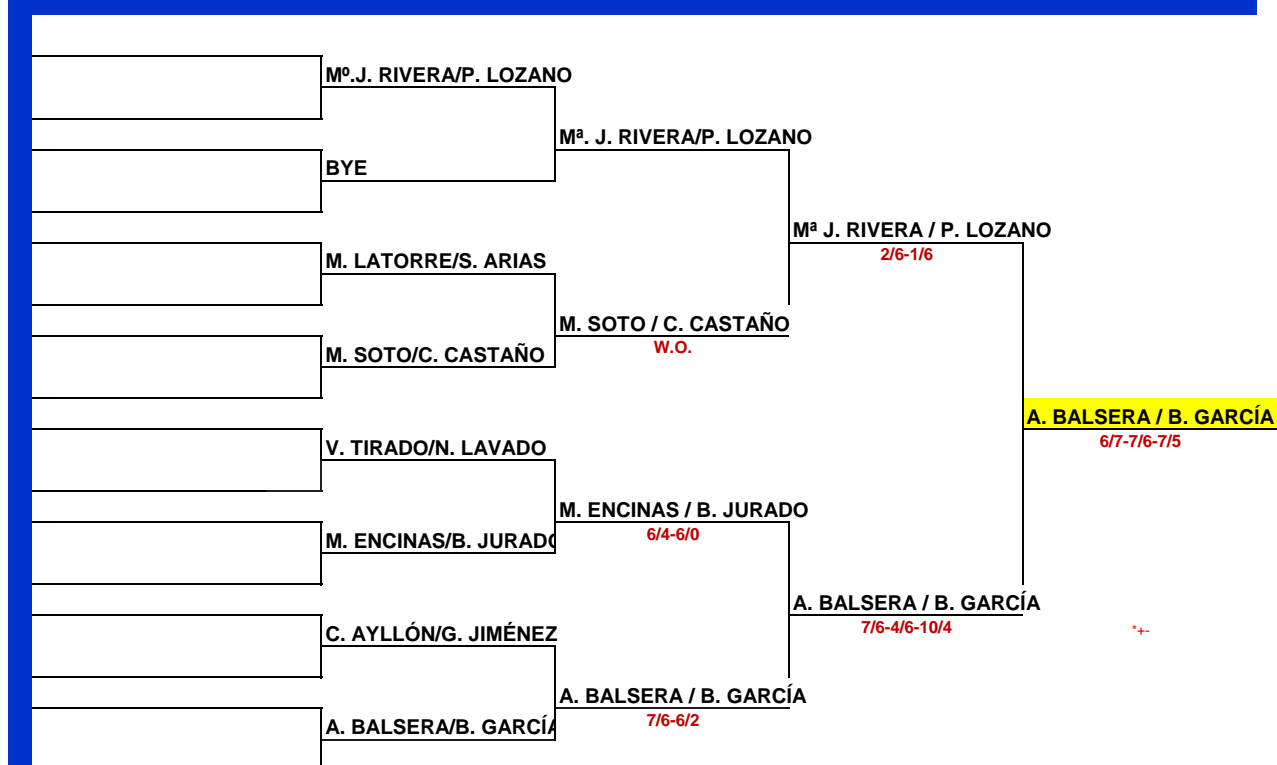 Mº.J. RIVERA/P. LOZANO
Mª. J. RIVERA/P. LOZANO
BYE
Mª J. RIVERA / P. LOZANO
2/6-1/6
M. LATORRE/S. ARIAS
M. SOTO / C. CASTAÑO
W.O.
M. SOTO/C. CASTAÑO
A. BALSERA / B. GARCÍA
6/7-7/6-7/5
V. TIRADO/N. LAVADO
M. ENCINAS / B. JURADO
6/4-6/0
M. ENCINAS/B. JURADO
A. BALSERA / B. GARCÍA
7/6-4/6-10/4
*+-
C. AYLLÓN/G. JIMÉNEZ
A. BALSERA / B. GARCÍA
7/6-6/2
A. BALSERA/B. GARCÍA